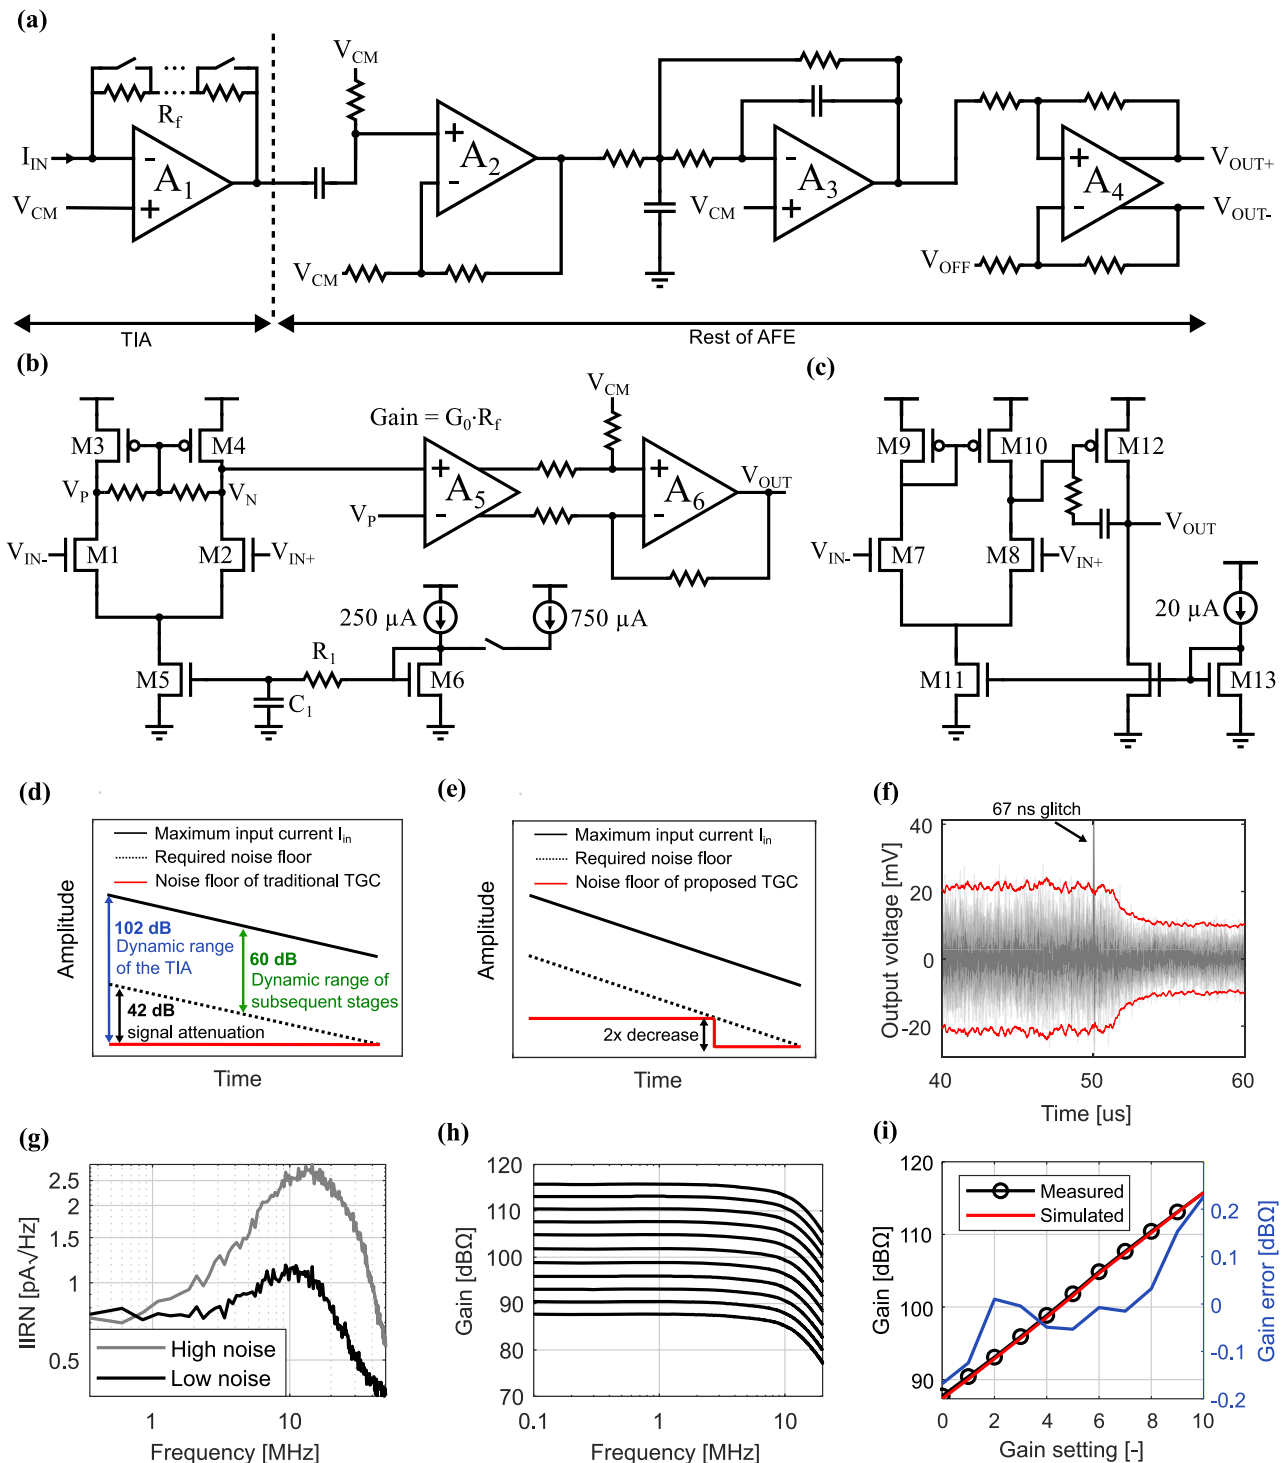 (a)
V_CM
R_f
I_IN
A_1
A_2
A_3
A_4
V_CM
V_CM
V_CM
V_OFF
V_OUT+
V_OUT-
TIA
Rest of AFE
(b)
V_CM
Gain = G_0·R_f
M3
M4
V_P
V_N
V_P
A_5
A_6
V_OUT
V_IN-
M1
M2
V_IN+
250 µA
750 µA
R_1
M5
M6
C_1
(c)
M9
M10
M12
V_OUT
V_IN-
M7
M8
V_IN+
20 µA
M11
M13
(d)
Maximum input current I_in
Required noise floor
Noise floor of traditional TGC
102 dB
Dynamic range
of the TIA
60 dB
Dynamic range of
subsequent stages
42 dB
signal attenuation
Amplitude
Time
(e)
Maximum input current I_in
Required noise floor
Noise floor of proposed TGC
2x decrease
Amplitude
Time
(f)
67 ns glitch
40
20
0
-20
Output voltage [mV]
40
50
60
Time [us]
(g)
2.5
2
1.5
1
0.5
IIRN [pA√/Hz]
High noise
Low noise
1
10
Frequency [MHz]
(h)
120
110
100
90
80
70
Gain [dBΩ]
0.1
1
10
Frequency [MHz]
(i)
120
110
100
90
Gain [dBΩ]
Measured
Simulated
0.2
0.1
0
-0.1
-0.2
Gain error [dBΩ]
0
2
4
6
8
10
Gain setting [-]